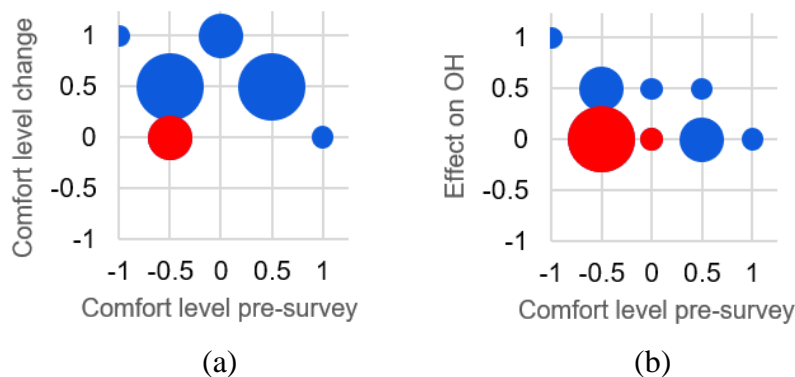 Comfort level change
1
0.5
0
-0.5
-1
-1 -0.5 0 0.5 1
Comfort level pre-survey
(a)
Effect on OH
1
0.5
0
-0.5
-1
-1 -0.5 0 0.5 1
Comfort level pre-survey
(b)